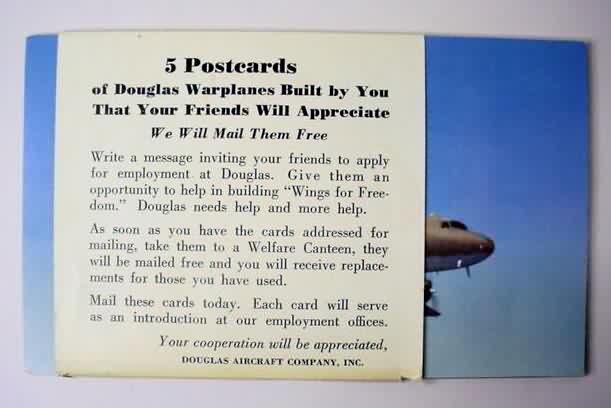 5 Postcards
of Douglas Warplanes Built by You
That Your Friends Will Appreciate
We Will Mail Them Free
Write a message inviting your friends to apply
for employment at Douglas. Give them an
opportunity to help in building “Wings for Free-
dom.” Douglas needs help and more help.
As soon as you have the cards addressed for
mailing, take them to a Welfare Canteen, they
will be mailed free and you will receive replace-
ments for those you have used.
Mail these cards today. Each card will serve
as an introduction at our employment offices.
Your cooperation will be appreciated,
DOUGLAS AIRCRAFT COMPANY, INC.